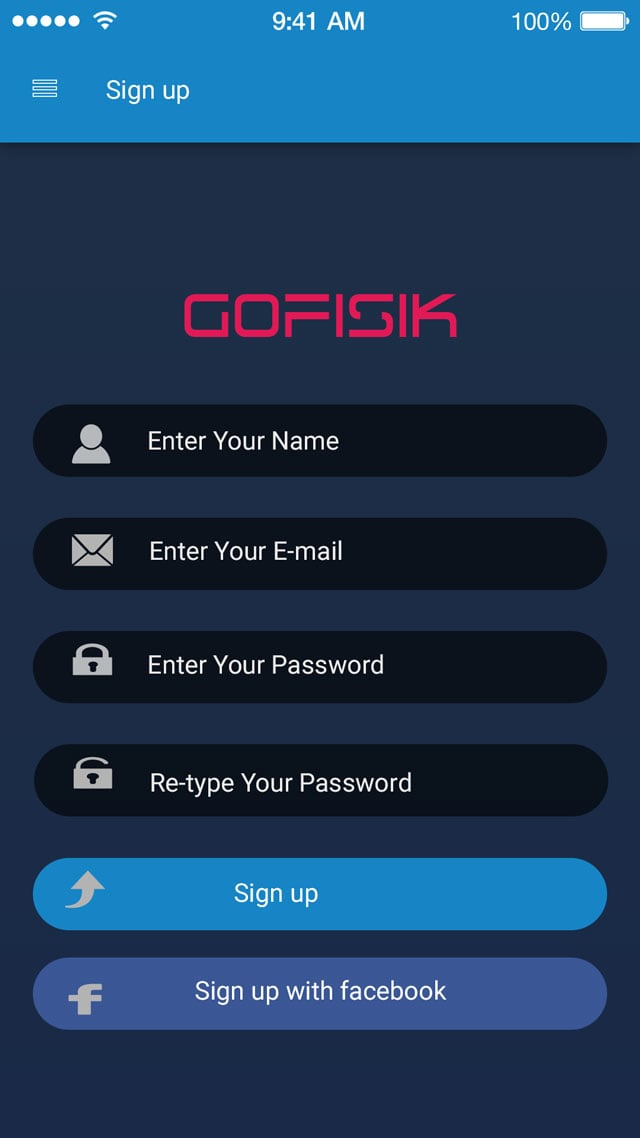 9:41 AM 100%
Sign up
GOFISIK
Enter Your Name
Enter Your E-mail
Enter Your Password
Re-type Your Password
Sign up
f Sign up with facebook